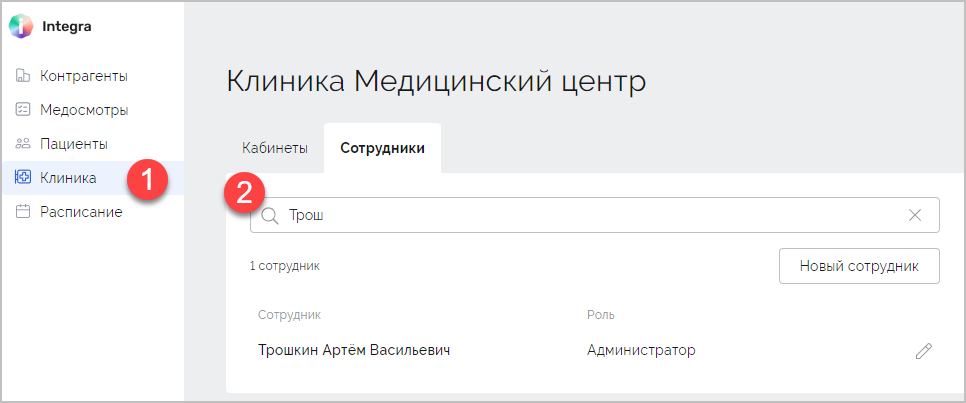 Integra
Контрагенты
Медосмотры
Пациенты
Клиника
1
Расписание
Клиника Медицинский центр
Кабинеты
Сотрудники
2
Трош
1 сотрудник
Новый сотрудник
Сотрудник
Роль
Трошкин Артём Васильевич
Администратор